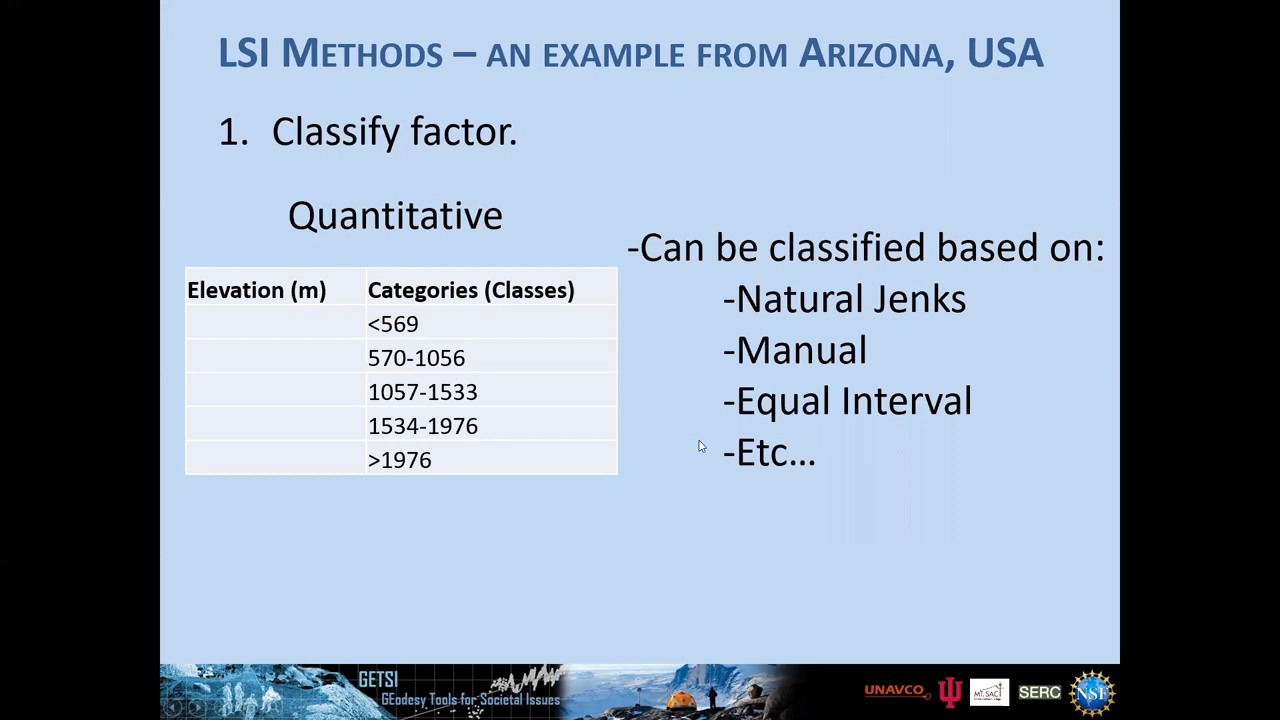 LSI METHODS – AN EXAMPLE FROM ARIZONA, USA
1. Classify factor.
Quantitative
Elevation (m) Categories (Classes)
<569
570-1056
1057-1533
1534-1976
>1976
-Can be classified based on:
-Natural Jenks
-Manual
-Equal Interval
-Etc...
GETSI
GEodesy Tools for Societal Issues
UNAVCO
MT. SAC
SERC
NSF